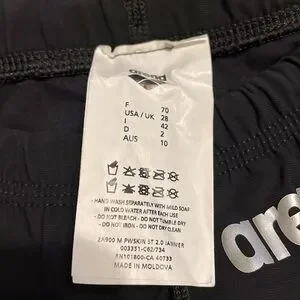 arena
F 70
USA / UK 28
I 42
D 2
AUS 10
- HAND WASH SEPARATELY WITH MILD SOAP
IN COLD WATER AFTER EACH USE
- DO NOT BLEACH - DO NOT TUMBLE DRY
- DO NOT IRON - DO NOT DRY CLEAN
2A900 M PWSKIN ST 2.0 JAMMER
003351-C62/734
RN101800-CA 40733
MADE IN MOLDOVA
are